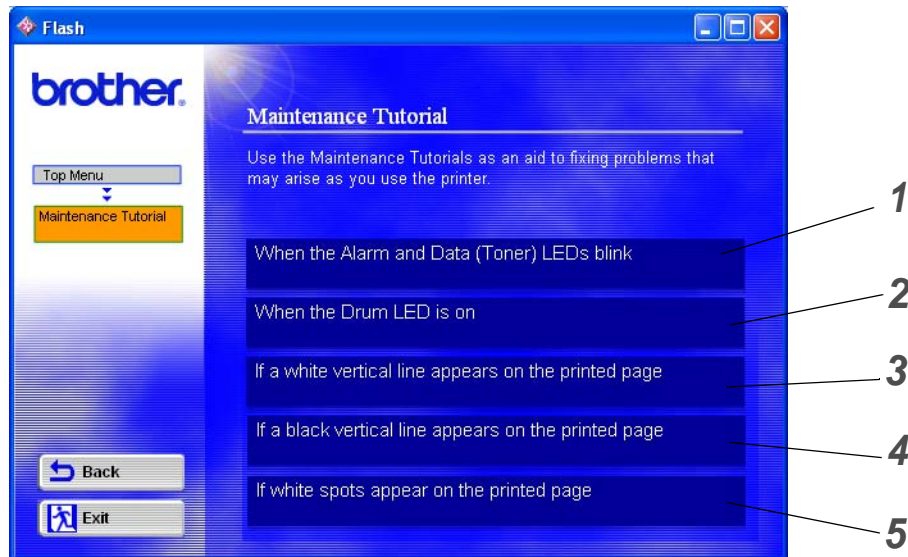 Flash
brother.
Top Menu
Maintenance Tutorial
Back
Exit
Maintenance Tutorial
Use the Maintenance Tutorials as an aid to fixing problems that
may arise as you use the printer.
When the Alarm and Data (Toner) LEDs blink
When the Drum LED is on
If a white vertical line appears on the printed page
If a black vertical line appears on the printed page
If white spots appear on the printed page
1
2
3
4
5